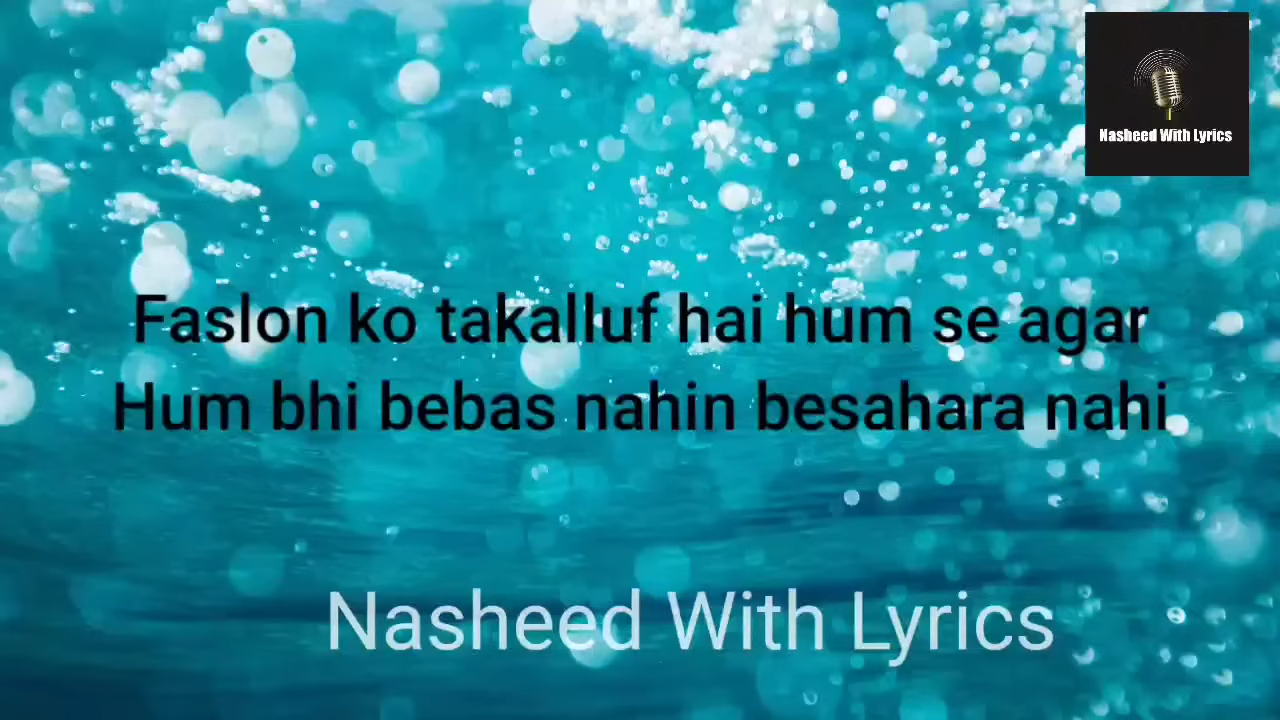 Nasheed With Lyrics
Faslon ko takalluf hai hum se agar
Hum bhi bebas nahin besahara nahi
Nasheed With Lyrics